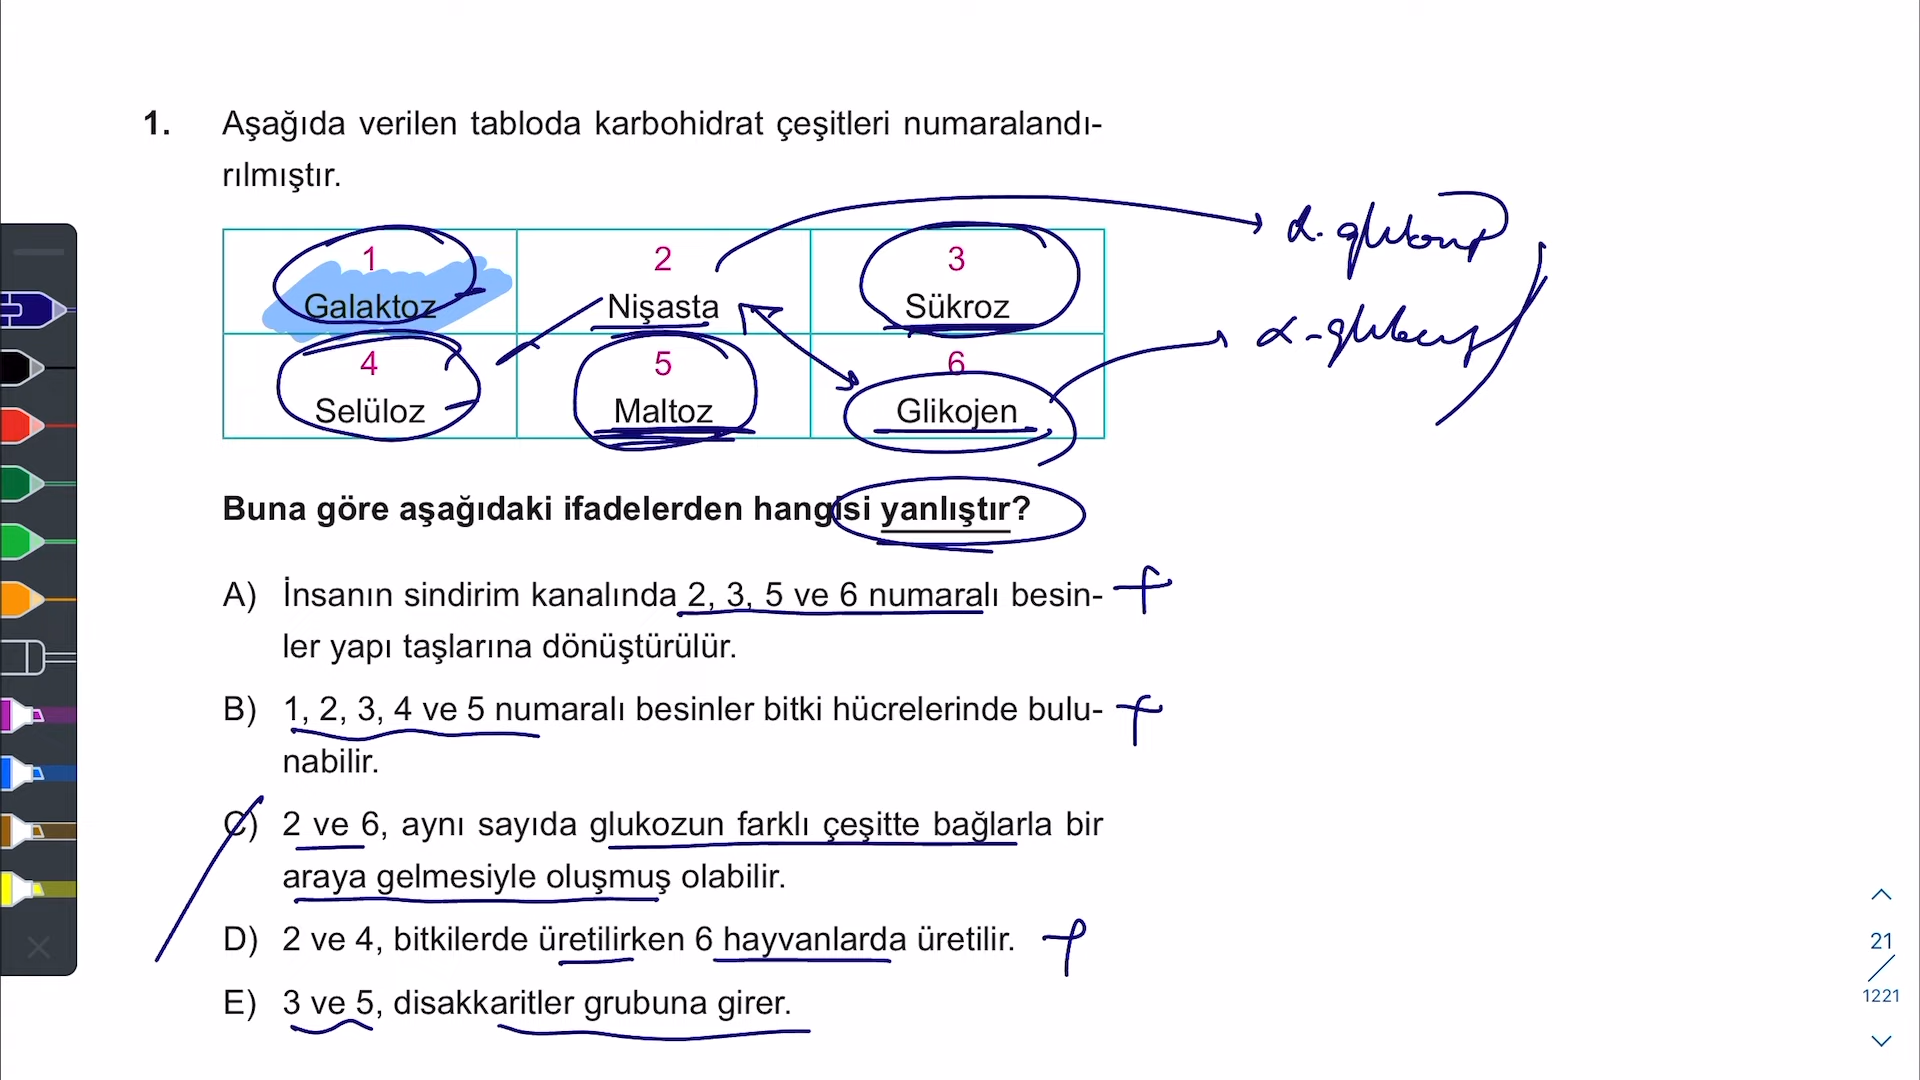 1. Aşağıda verilen tabloda karbohidrat çeşitleri numaralandı-
rılmıştır.
1 2 3
Galaktoz Nişasta Sükroz
4 5 6
Selüloz Maltoz Glikojen
Buna göre aşağıdaki ifadelerden hangisi yanlıştır?
A) İnsanın sindirim kanalında 2, 3, 5 ve 6 numaralı besin-
ler yapı taşlarına dönüştürülür.
B) 1, 2, 3, 4 ve 5 numaralı besinler bitki hücrelerinde bulu-
nabilir.
C) 2 ve 6, aynı sayıda glukozun farklı çeşitte bağlarla bir
araya gelmesiyle oluşmuş olabilir.
D) 2 ve 4, bitkilerde üretilirken 6 hayvanlarda üretilir.
E) 3 ve 5, disakkaritler grubuna girer.
21
1221